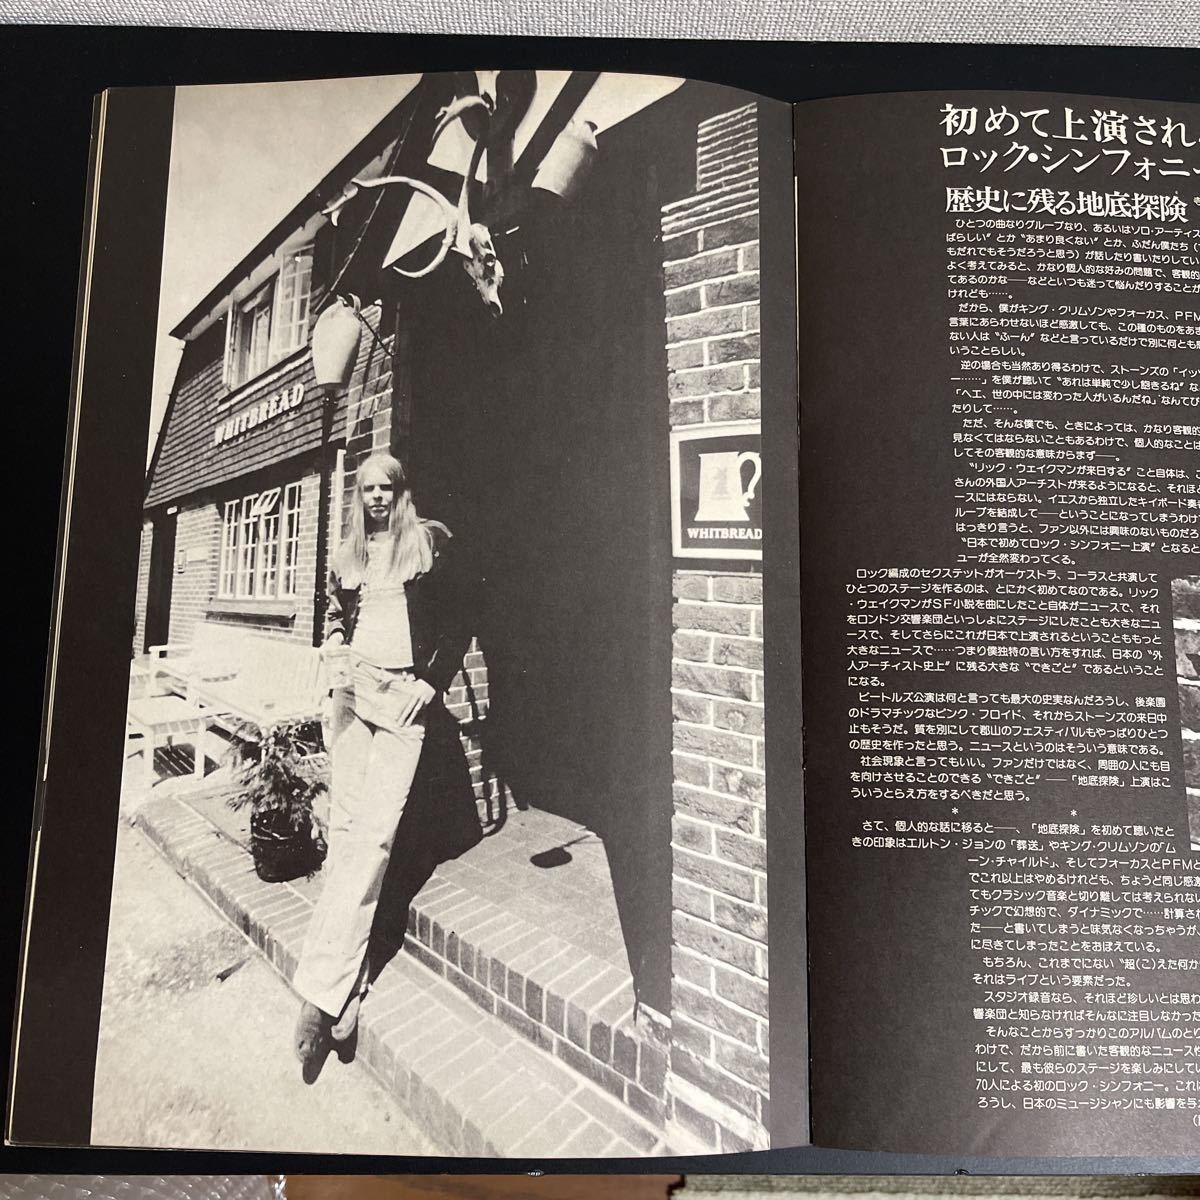 WHITBREAD
WHITBREAD
初めて上演され
ロック・シンフォニー
歴史に残る地底探険
ひとつの曲なりグループなり、あるいはソロ・アーティス
ばらしい”とか“あまり良くない”とか、ふだん僕たち（
もだれでもそうだろうと思う）が話したり書いたりしてい
よく考えてみると、かなり個人的な好みの問題で、客観的
てあるのかな――などといつも迷って悩んだりすることが
けれども……。
だから、僕がキング・クリムゾンやフォーカス、PFM
言葉にあらわせないほど感激しても、この種のものをあき
ない人は“ふーん”などと言っているだけで別に何とも
いうことらしい。
逆の場合も当然あり得るわけで、ストーンズの「イッツ
ー……」を僕が聴いて“あれは単純で少し飽きるね”な
「ヘエ、世の中には変わった人がいるんだね」なんてび
たりして……。
ただ、そんな僕でも、ときによっては、かなり客観的
見なくてはならないこともあるわけで、個人的なことは
してその客観的な意味からまず――。
“リック・ウェイクマンが来日する”こと自体は、こ
さんの外国人アーチストが来るようになると、それほど
ースにはならない。イエスから独立したキイボード奏
ループを結成して――ということになってしまうわけ
はっきり言うと、ファン以外には興味のないものだろ
“日本で初めてロック・シンフォニー上演”となると
ューが全然変わってくる。
ロック編成のセクステットがオーケストラ、コーラスと共演して
ひとつのステージを作るのは、とにかく初めてなのである。リック
・ウェイクマンがSF小説を曲にしたこと自体がニュースで、それ
をロンドン交響楽団といっしょにステージにしたことも大きなニュ
ースで、そしてさらにこれが日本で上演されるということももっと
大きなニュースで……つまり僕独特の言い方をすれば、日本の“外
人アーチィスト史上”に残る大きな“できごと”であるということ
になる。
ビートルズ公演は何と言っても最大の史実なんだろうし、後楽園
のドラマチックなピンク・フロイド、それからストーンズの来日中
止もそうだ。質を別にして郡山のフェスティバルもやっぱりひとつ
の歴史を作ったと思う。ニュースというのはそういう意味である。
社会現象と言ってもいい。ファンだけではなく、周囲の人にも目
を向けさせることのできる“できごと”――「地底探険」上演はこ
ういうとらえ方をするべきだと思う。
* *
さて、個人的な話に移ると――、「地底探険」を初めて聴いたと
きの印象はエルトン・ジョンの「葬送」やキング・クリムゾンの「ム
ーン・チャイルド」、そしてフォーカスとPFMと
でこれ以上はやめるけれども、ちょうど同じ感激
てもクラシック音楽と切り離しては考えられない
チックで幻想的で、ダイナミックで……計算され
た――と書いてしまうと味気なくなっちゃうが、
に尽きてしまったことをおぼえている。
もちろん、これまでにない“超（こ）えた何か
それはライブという要素だった。
スタジオ録音なら、それほど珍しいとは思わ
響楽団と知らなければそんなに注目しなかった
そんなことからすっかりこのアルバムのとり
わけで、だから前に書いた客観的なニュース性
にして、最も彼らのステージを楽しみにしてい
70人による初のロック・シンフォニー。これは
ろうし、日本のミュージシャンにも影響を与え